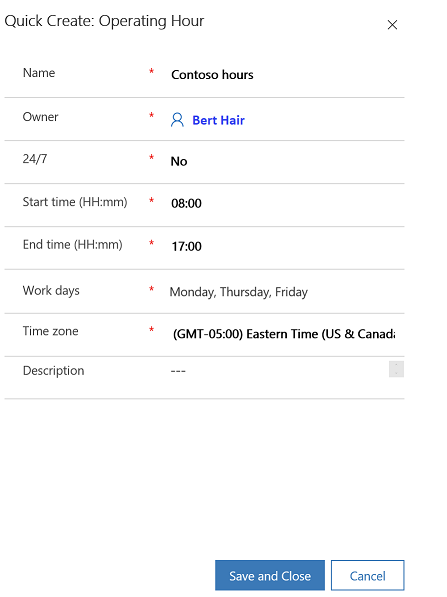 Quick Create: Operating Hour
Name * Contoso hours
Owner * Bert Hair
24/7 * No
Start time (HH:mm) * 08:00
End time (HH:mm) * 17:00
Work days * Monday, Thursday, Friday
Time zone * (GMT-05:00) Eastern Time (US & Canada
Description ---
Save and Close Cancel